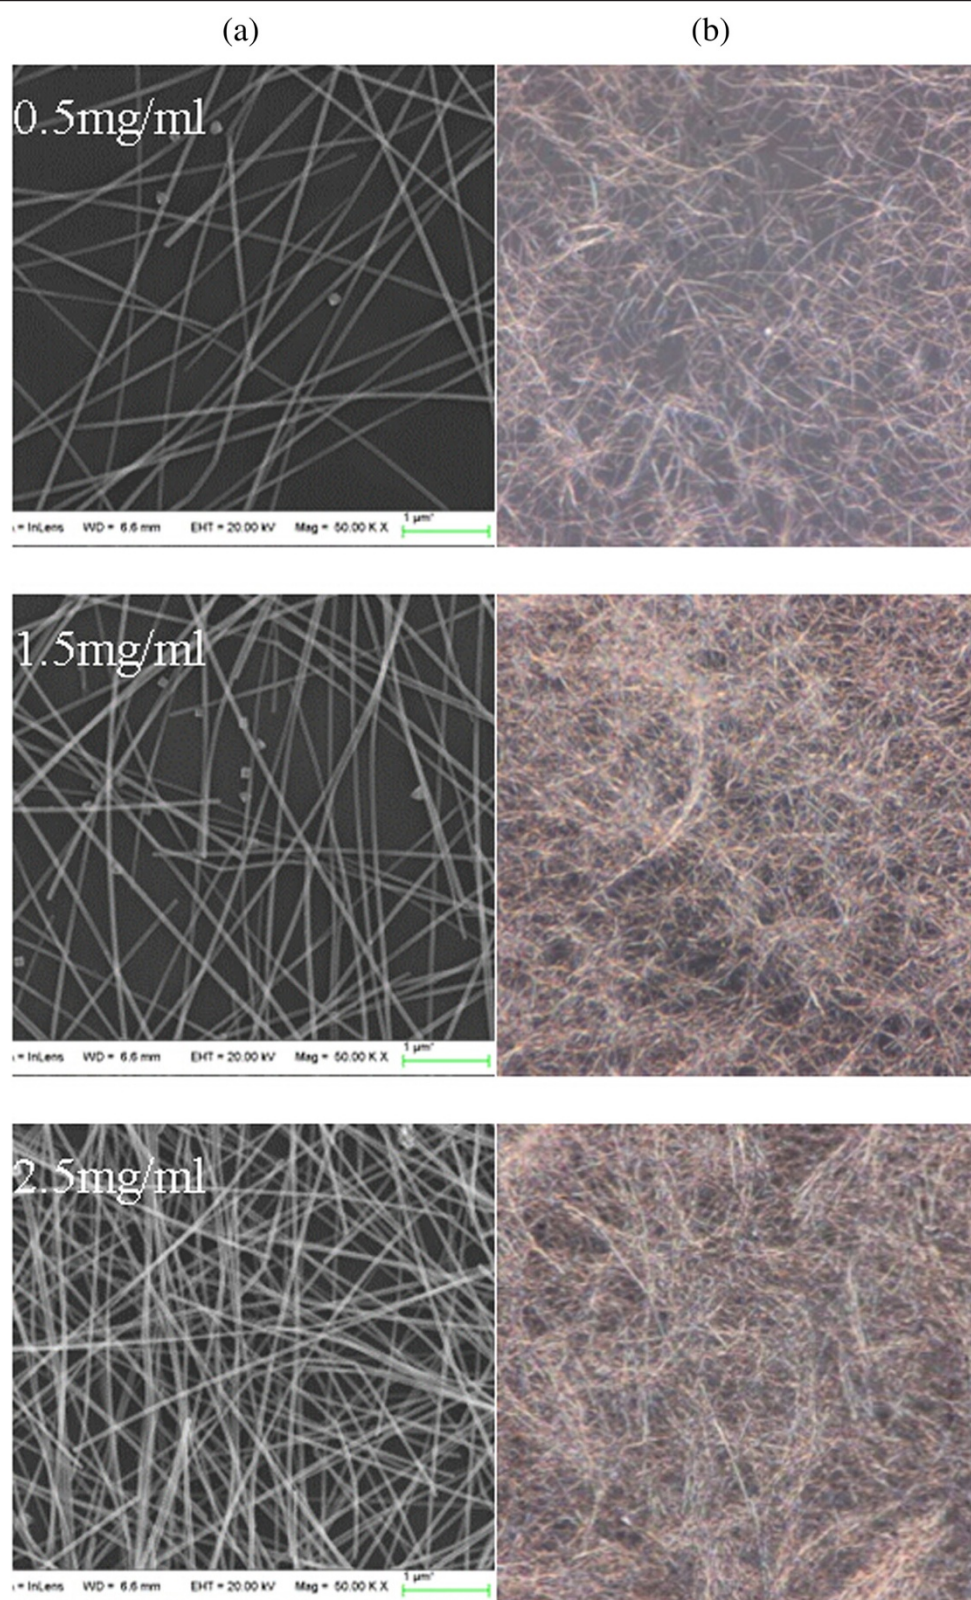 (a) (b)
0.5mg/ml
= InLens WD = 6.6 mm EHT = 20.00 kV Mag = 50.00 K X 1 µm*
1.5mg/ml
= InLens WD = 6.6 mm EHT = 20.00 kV Mag = 50.00 K X 1 µm*
2.5mg/ml
= InLens WD = 6.6 mm EHT = 20.00 kV Mag = 50.00 K X 1 µm*